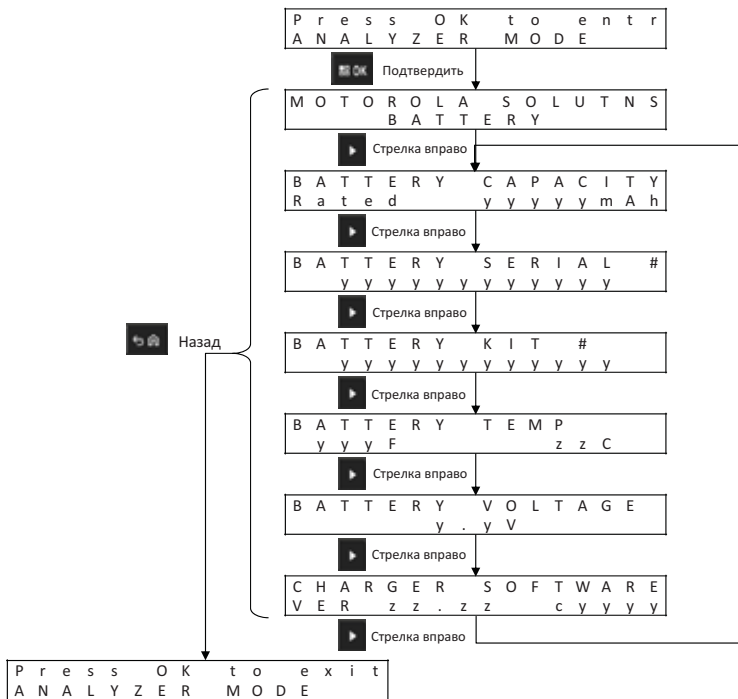 Press OK to entr
ANALYZER MODE
OK Подтвердить
MOTOROLA SOLUTNS
BATTERY
Стрелка вправо
BATTERY CAPACITY
Rated yyyyymAh
Стрелка вправо
BATTERY SERIAL #
yyyyyyyyyyyy
Стрелка вправо
Назад
BATTERY KIT #
yyyyyyyyyyyy
Стрелка вправо
BATTERY TEMP
yyyF zzC
Стрелка вправо
BATTERY VOLTAGE
y.yV
Стрелка вправо
CHARGER SOFTWARE
VER zz.zz cyyyy
Стрелка вправо
Press OK to exit
ANALYZER MODE